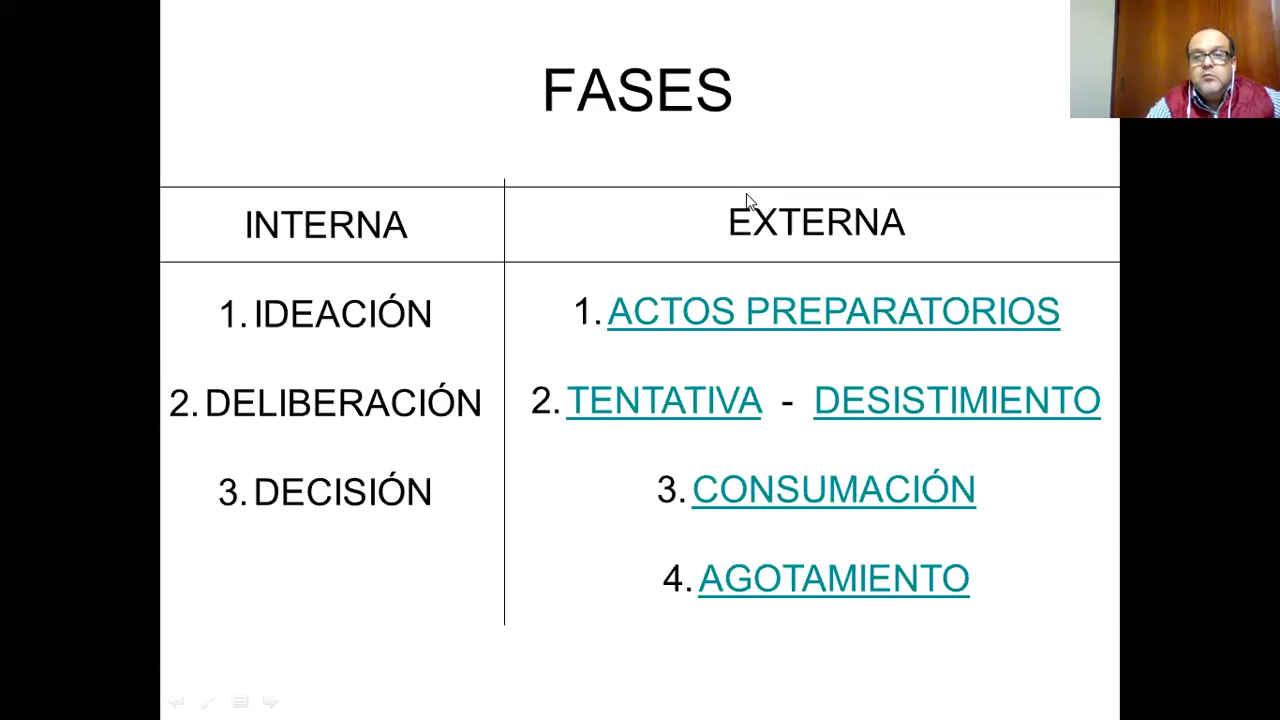 FASES
INTERNA
EXTERNA
1. IDEACIÓN
2. DELIBERACIÓN
3. DECISIÓN
1. ACTOS PREPARATORIOS
2. TENTATIVA - DESISTIMIENTO
3. CONSUMACIÓN
4. AGOTAMIENTO